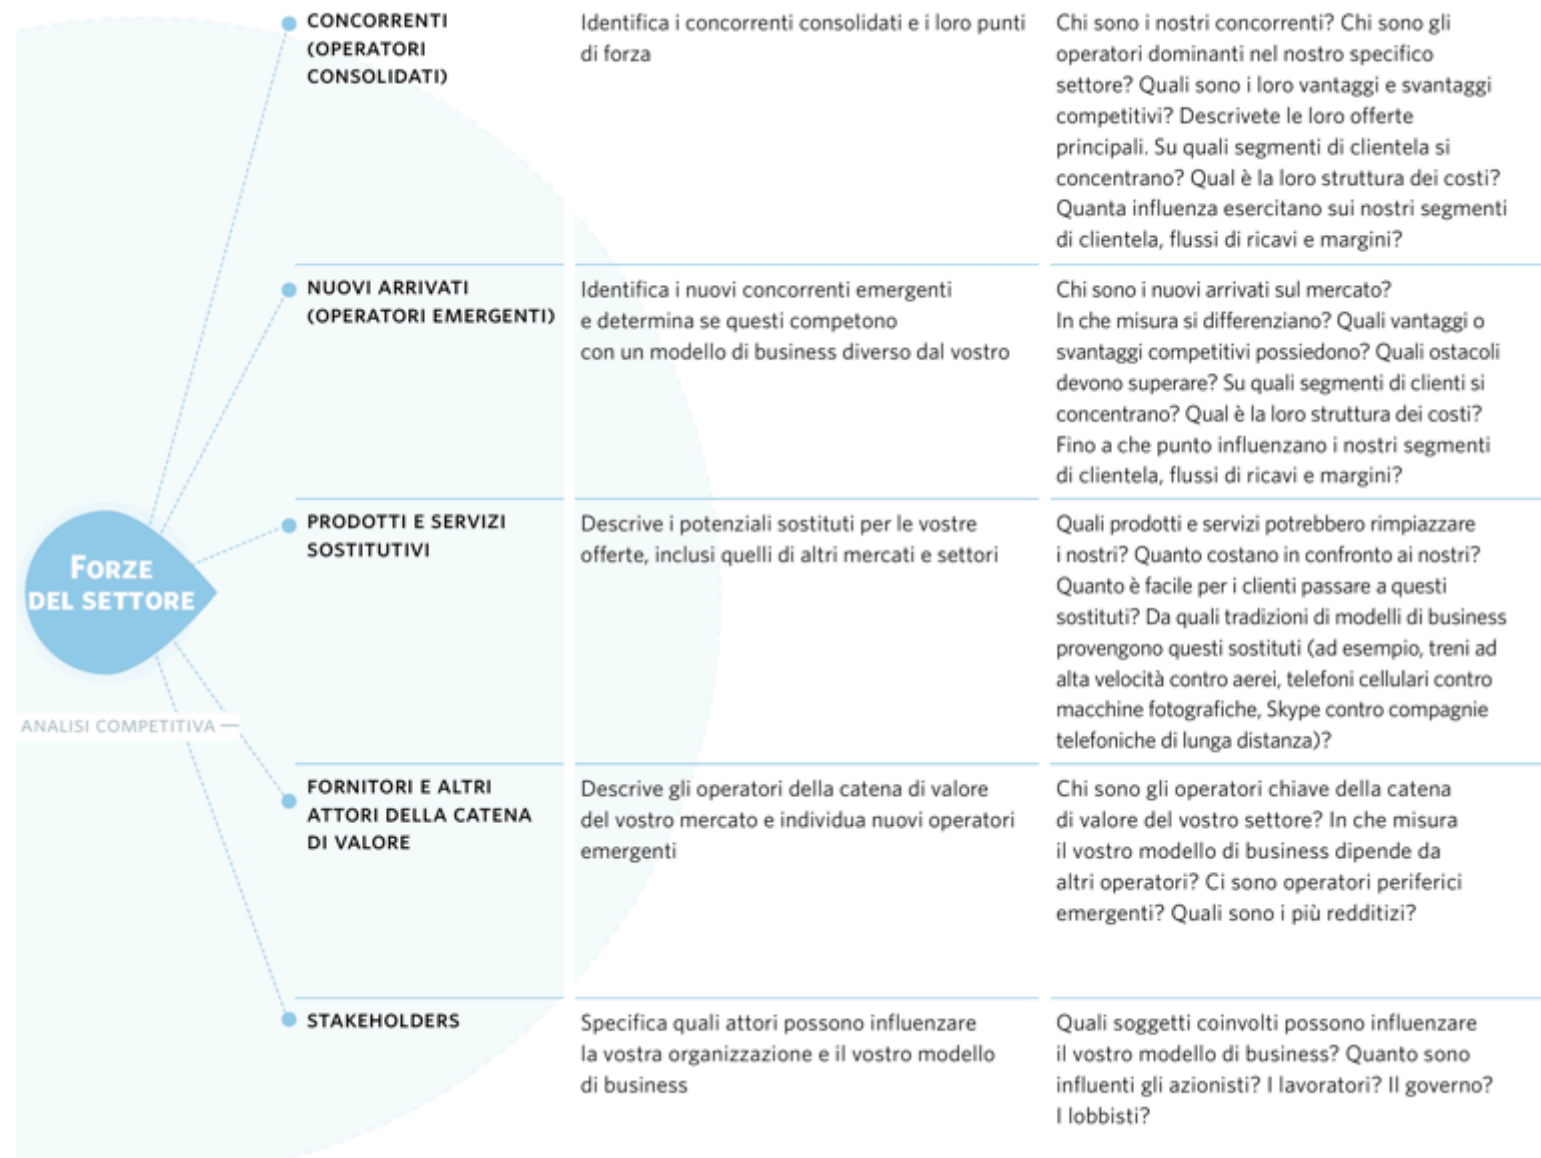 CONCORRENTI
(OPERATORI
CONSOLIDATI)
Identifica i concorrenti consolidati e i loro punti
di forza
Chi sono i nostri concorrenti? Chi sono gli
operatori dominanti nel nostro specifico
settore? Quali sono i loro vantaggi e svantaggi
competitivi? Descrivete le loro offerte
principali. Su quali segmenti di clientela si
concentrano? Qual è la loro struttura dei costi?
Quanta influenza esercitano sui nostri segmenti
di clientela, flussi di ricavi e margini?
NUOVI ARRIVATI
(OPERATORI EMERGENTI)
Identifica i nuovi concorrenti emergenti
e determina se questi competono
con un modello di business diverso dal vostro
Chi sono i nuovi arrivati sul mercato?
In che misura si differenziano? Quali vantaggi o
svantaggi competitivi possiedono? Quali ostacoli
devono superare? Su quali segmenti di clienti si
concentrano? Qual è la loro struttura dei costi?
Fino a che punto influenzano i nostri segmenti
di clientela, flussi di ricavi e margini?
FORZE
DEL SETTORE
ANALISI COMPETITIVA —
PRODOTTI E SERVIZI
SOSTITUTIVI
Descrive i potenziali sostituti per le vostre
offerte, inclusi quelli di altri mercati e settori
Quali prodotti e servizi potrebbero rimpiazzare
i nostri? Quanto costano in confronto ai nostri?
Quanto è facile per i clienti passare a questi
sostituti? Da quali tradizioni di modelli di business
provengono questi sostituti (ad esempio, treni ad
alta velocità contro aerei, telefoni cellulari contro
macchine fotografiche, Skype contro compagnie
telefoniche di lunga distanza)?
FORNITORI E ALTRI
ATTORI DELLA CATENA
DI VALORE
Descrive gli operatori della catena di valore
del vostro mercato e individua nuovi operatori
emergenti
Chi sono gli operatori chiave della catena
di valore del vostro settore? In che misura
il vostro modello di business dipende da
altri operatori? Ci sono operatori periferici
emergenti? Quali sono i più redditizi?
STAKEHOLDERS
Specifica quali attori possono influenzare
la vostra organizzazione e il vostro modello
di business
Quali soggetti coinvolti possono influenzare
il vostro modello di business? Quanto sono
influenti gli azionisti? I lavoratori? Il governo?
I lobbisti?